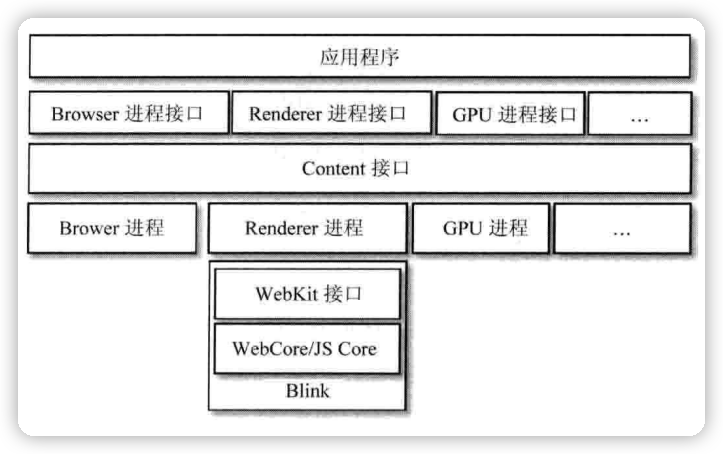 应用程序
Browser 进程接口 Renderer 进程接口 GPU 进程接口 …
Content 接口
Brower 进程 Renderer 进程 GPU 进程 …
WebKit 接口
WebCore/JS Core
Blink